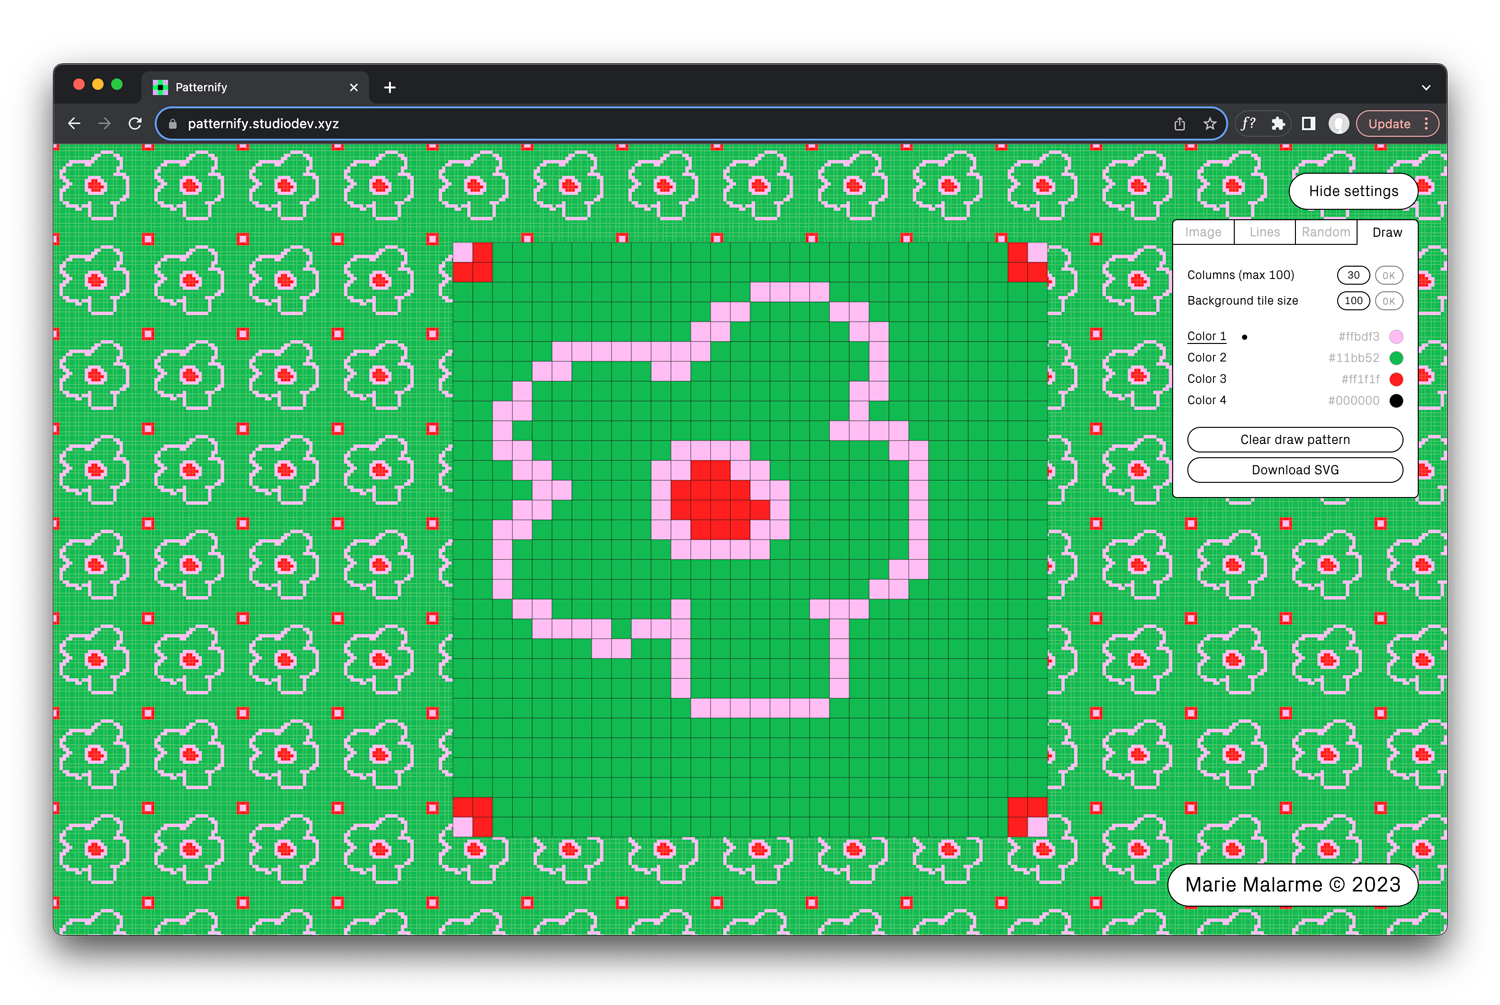 Patternify
patternify.studiodev.xyz
f?
Update
Hide settings
Image Lines Random Draw
Columns (max 100) 30 OK
Background tile size 100 OK
Color 1 #ffbdf3
Color 2 #11bb52
Color 3 #ff1f1f
Color 4 #000000
Clear draw pattern
Download SVG
Marie Malarme © 2023